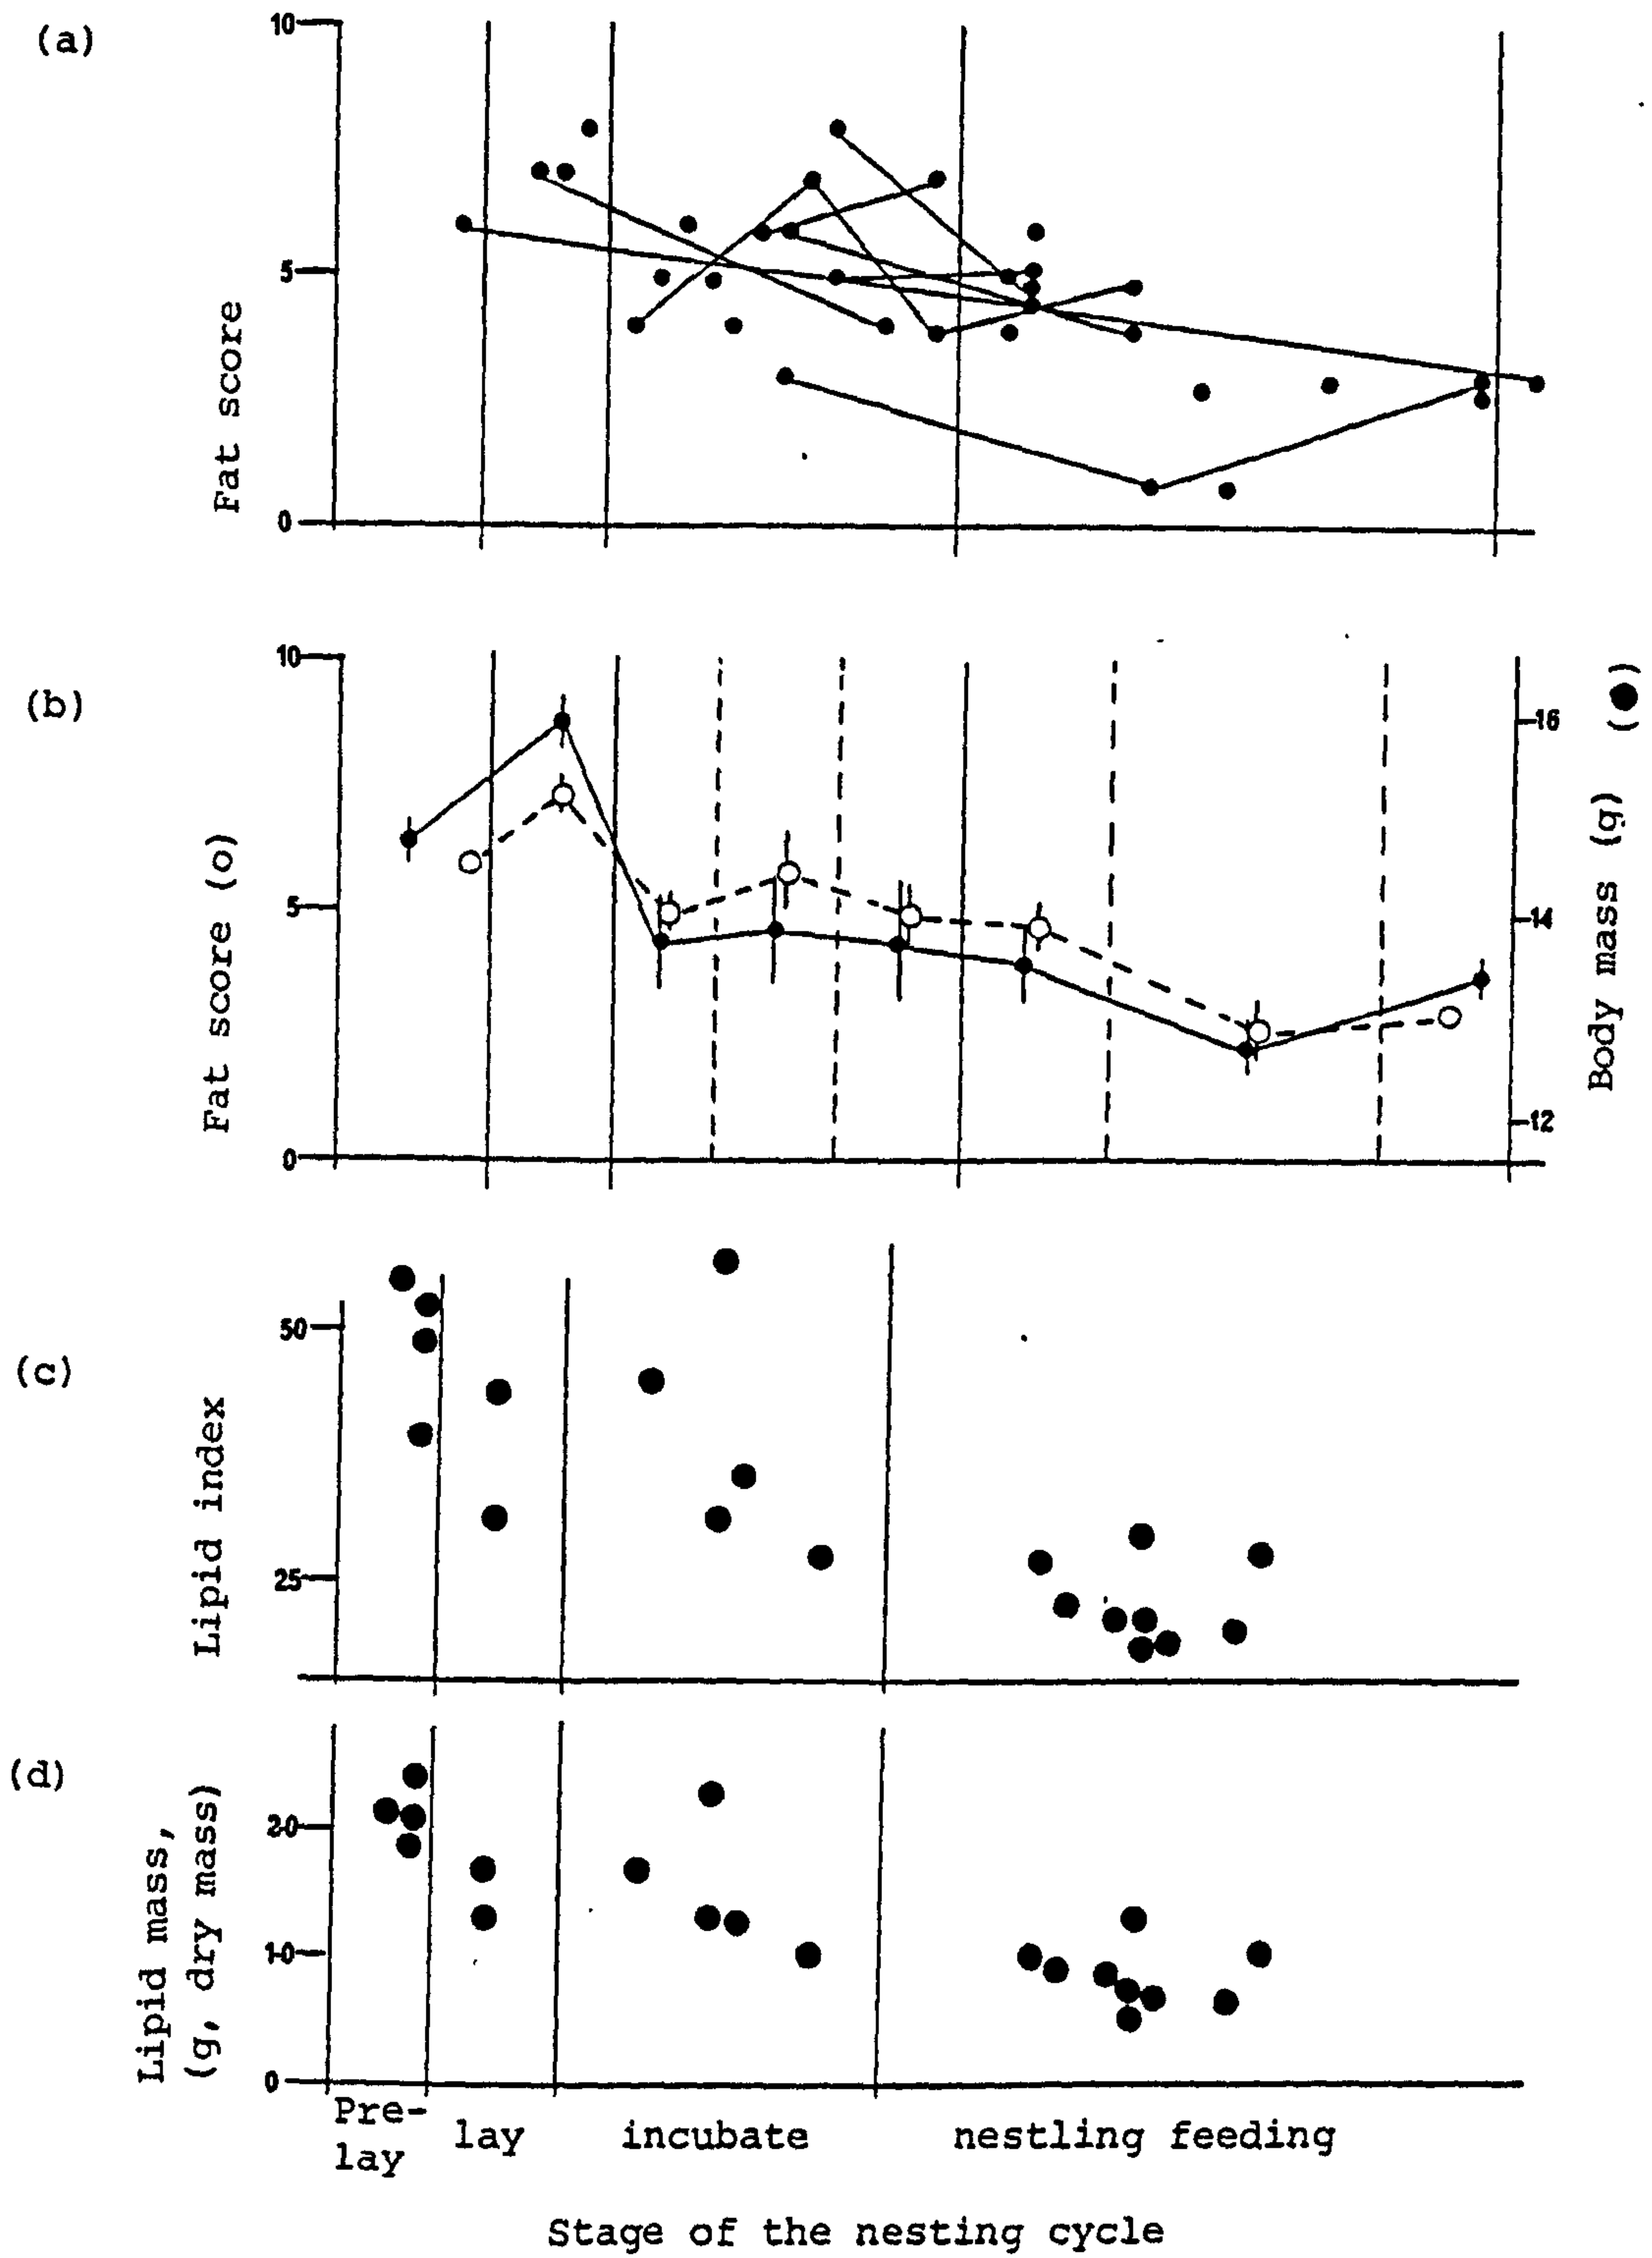 (a)
10
5
0
Fat score
(b)
10
5
0
Fat score (o)
16
14
12
Body mass (g) (●)
(c)
50
25
Lipid index
(d)
2·0
1·0
0
Lipid mass,
(g, dry mass)
Pre-
lay
lay
incubate
nestling feeding
Stage of the nesting cycle